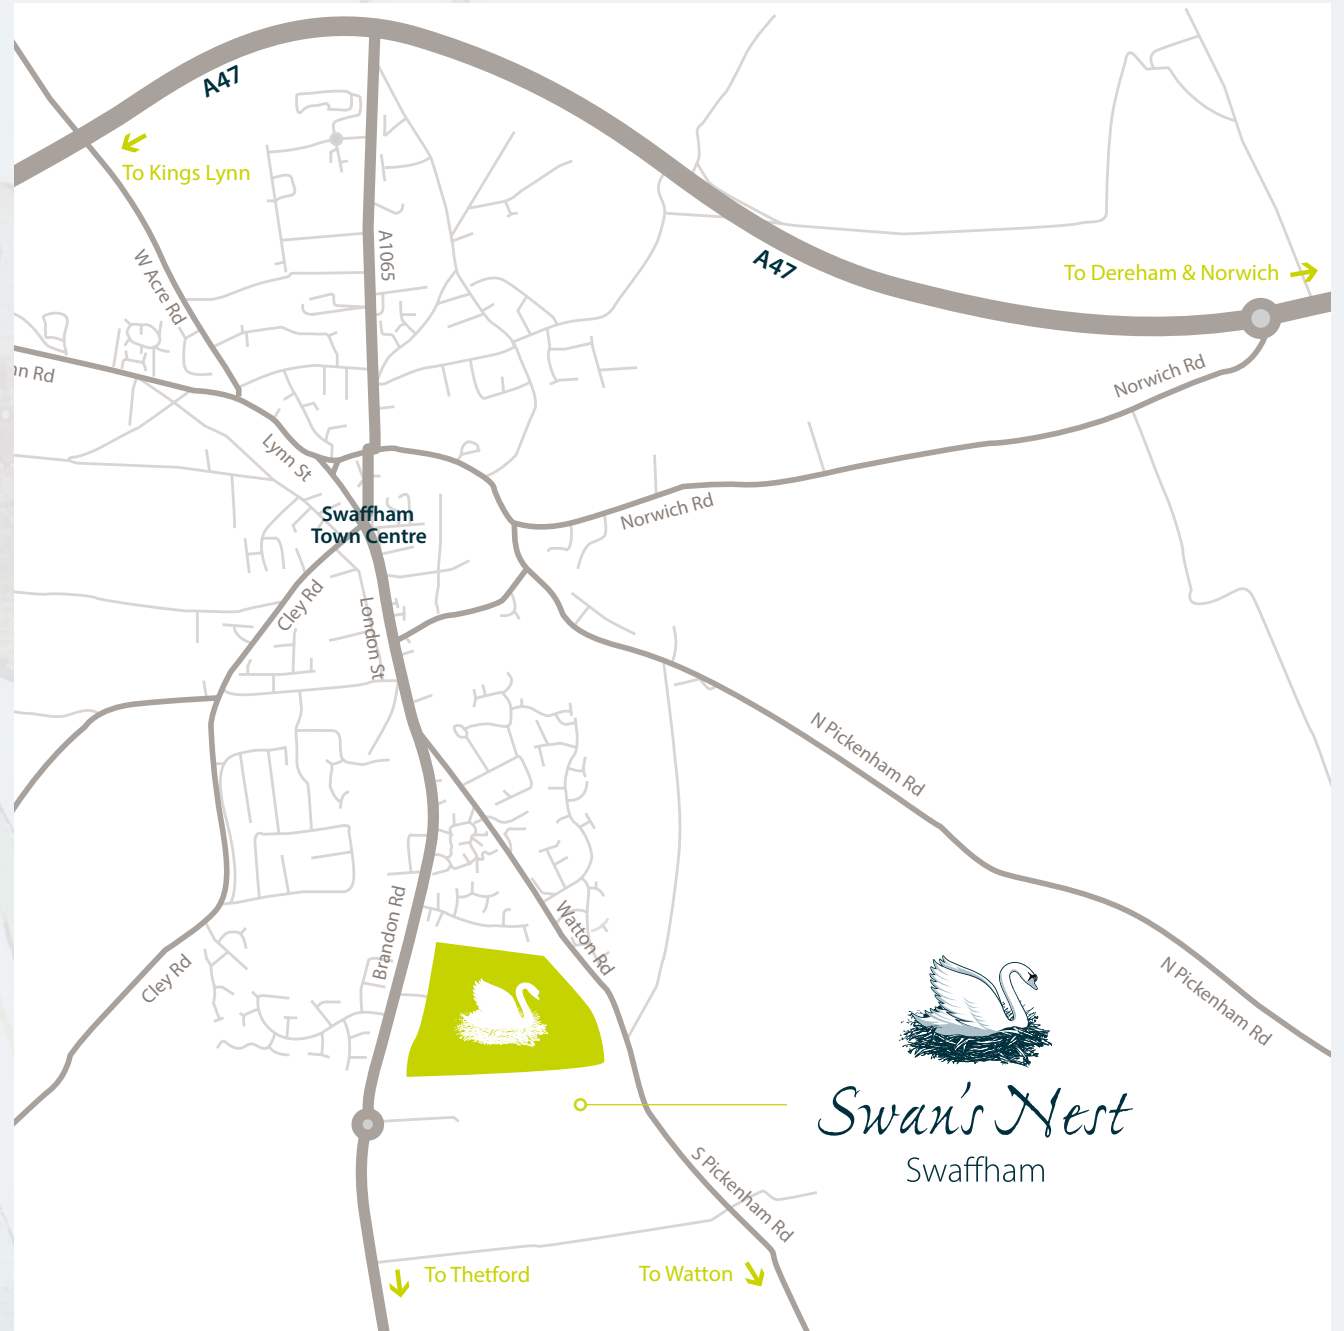 A47
To Kings Lynn
A1065
W Acre Rd
A47
To Dereham & Norwich
Norwich Rd
nn Rd
Lynn St
Norwich Rd
Swaffham
Town Centre
Cley Rd
London St
N Pickenham Rd
Brandon Rd
Watton Rd
Cley Rd
N Pickenham Rd
Swan's Nest
Swaffham
S Pickenham Rd
To Thetford
To Watton